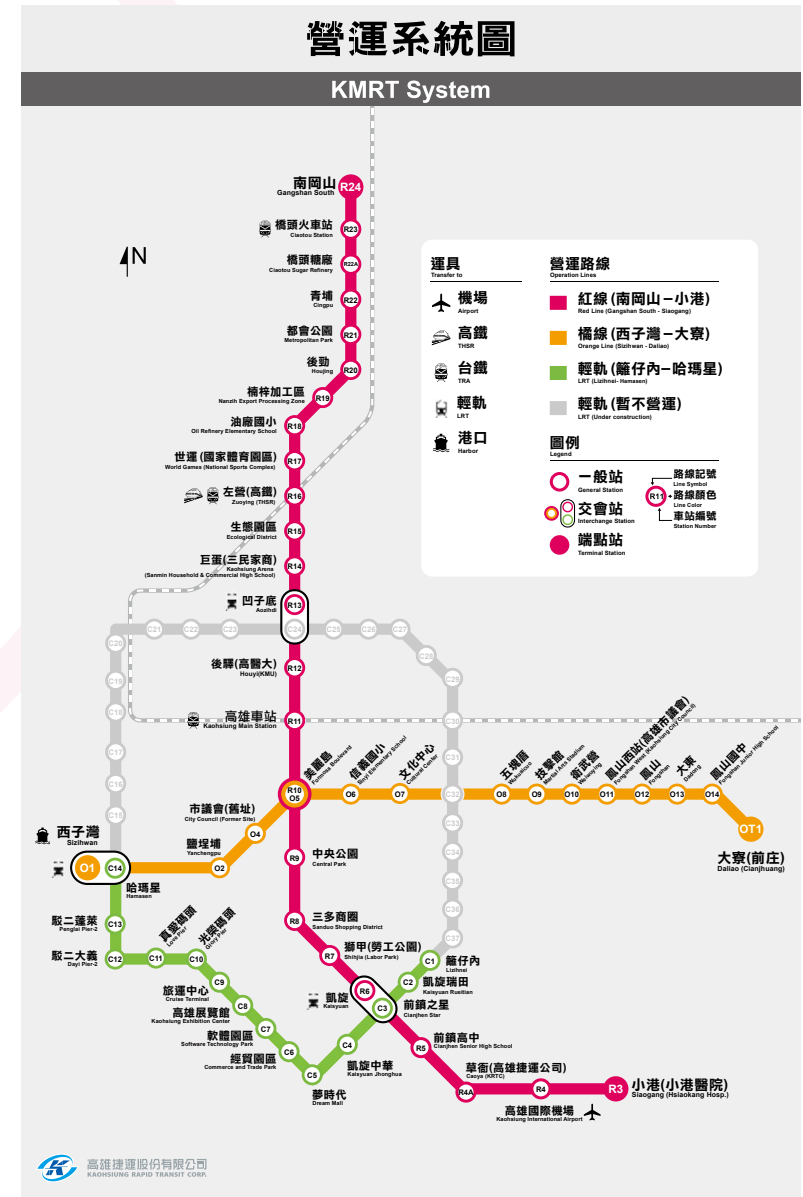 營運系統圖
KMRT System
N
南岡山
Gangshan South
R24
橋頭火車站
Ciaotou Station
R23
橋頭糖廠
Ciaotou Sugar Refinery
R22A
青埔
Cingpu
R22
都會公園
Metropolitan Park
R21
後勁
Houjing
R20
楠梓加工區
Nanzih Export Processing Zone
R19
油廠國小
Oil Refinery Elementary School
R18
世運(國家體育園區)
World Games (National Sports Complex)
R17
左營(高鐵)
Zuoying (THSR)
R16
生態園區
Ecological District
R15
巨蛋(三民家商)
Kaohsiung Arena
(Sanmin Household & Commercial High School)
R14
凹子底
Aozihdi
R13
C24
後驛(高醫大)
Houyi(KMU)
R12
高雄車站
Kaohsiung Main Station
R11
運具
Transfer to
機場
Airport
高鐵
THSR
台鐵
TRA
輕軌
LRT
港口
Harbor
營運路線
Operation Lines
紅線(南岡山－小港)
Red Line (Gangshan South - Siaogang)
橘線(西子灣－大寮)
Orange Line (Sizihwan - Daliao)
輕軌(籬仔內－哈瑪星)
LRT (Lizihnei- Hamasen)
輕軌(暫不營運)
LRT (Under construction)
圖例
Legend
一般站
General Station
交會站
Interchange Station
端點站
Terminal Station
R11
路線記號
Line Symbol
路線顏色
Line Color
車站編號
Station Number
C15
C16
C17
C18
C19
C20
C21
C22
C23
C25
C26
C27
C28
C29
C30
C31
C32
C33
C34
C35
C36
C37
西子灣
Sizihwan
O1
C14
哈瑪星
Hamasen
鹽埕埔
Yanchengpu
O2
市議會(舊址)
City Council (Former Site)
O4
美麗島
Formosa Boulevard
R10
O5
信義國小
Sinyi Elementary School
O6
文化中心
Cultural Center
O7
五塊厝
Wukuaicuo
O8
技擊館
Martial Arts Stadium
O9
衛武營
Weiwuying
O10
鳳山西站(高雄市議會)
Fongshan West (Kaohsiung City Council)
O11
鳳山
Fongshan
O12
大東
Dadong
O13
鳳山國中
Fongshan Junior High School
O14
OT1
大寮(前庄)
Daliao (Cianjhuang)
中央公園
Central Park
R9
三多商圈
Sanduo Shopping District
R8
獅甲(勞工公園)
Shihjia (Labor Park)
R7
凱旋
Kaisyuan
R6
C3
前鎮之星
Cianjhen Star
前鎮高中
Cianjhen Senior High School
R5
草衙(高雄捷運公司)
Caoya (KRTC)
R4A
R4
高雄國際機場
Kaohsiung International Airport
R3
小港(小港醫院)
Siaogang (Hsiaokang Hosp.)
籬仔內
Lizihnei
C1
凱旋瑞田
Kaisyuan Rueitian
C2
凱旋中華
Kaisyuan Jhonghua
C4
夢時代
Dream Mall
C5
經貿園區
Commerce and Trade Park
C6
軟體園區
Software Technology Park
C7
高雄展覽館
Kaohsiung Exhibition Center
C8
旅運中心
Cruise Terminal
C9
光榮碼頭
Glory Pier
C10
真愛碼頭
Love Pier
C11
駁二大義
Dayi Pier-2
C12
駁二蓬萊
Penglai Pier-2
C13
高雄捷運股份有限公司
KAOHSIUNG RAPID TRANSIT CORP.